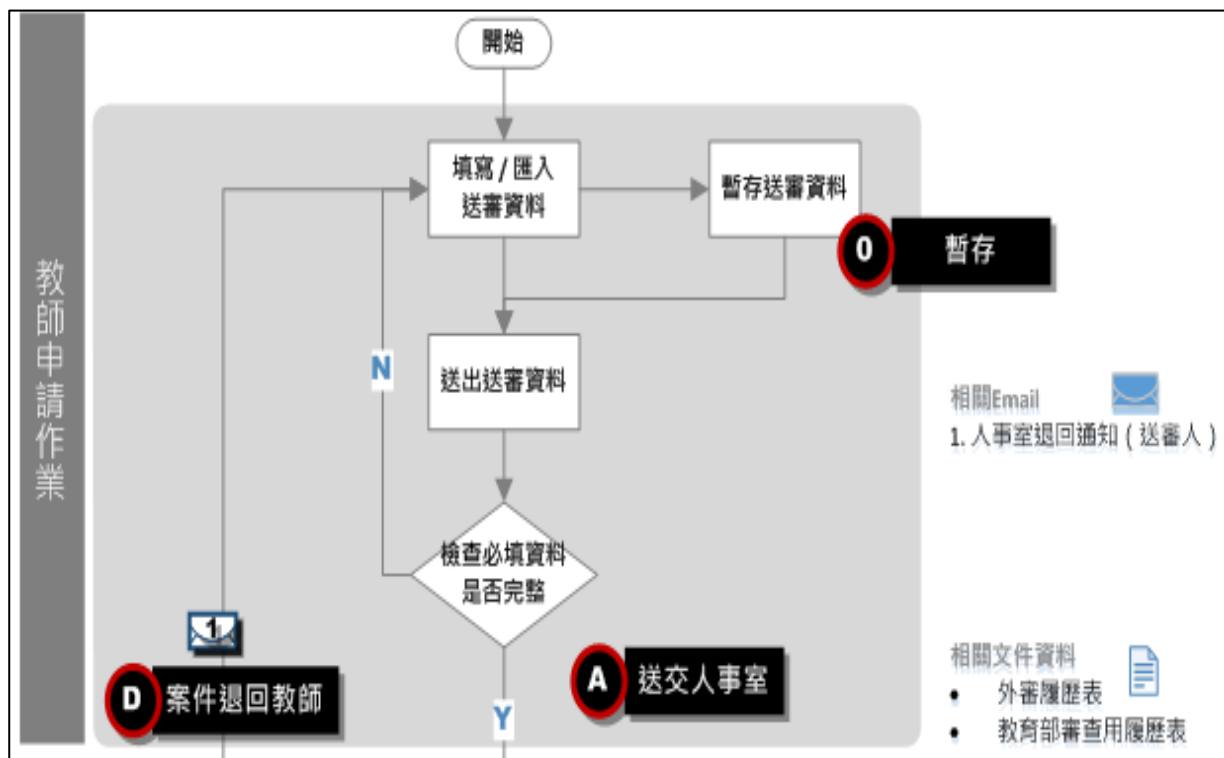 開始
教師申請作業
填寫 / 匯入
送審資料
暫存送審資料
0
暫存
送出送審資料
N
相關Email
1. 人事室退回通知（送審人）
檢查必填資料
是否完整
1
D
案件退回教師
A
送交人事室
Y
相關文件資料
• 外審履歷表
• 教育部審查用履歷表